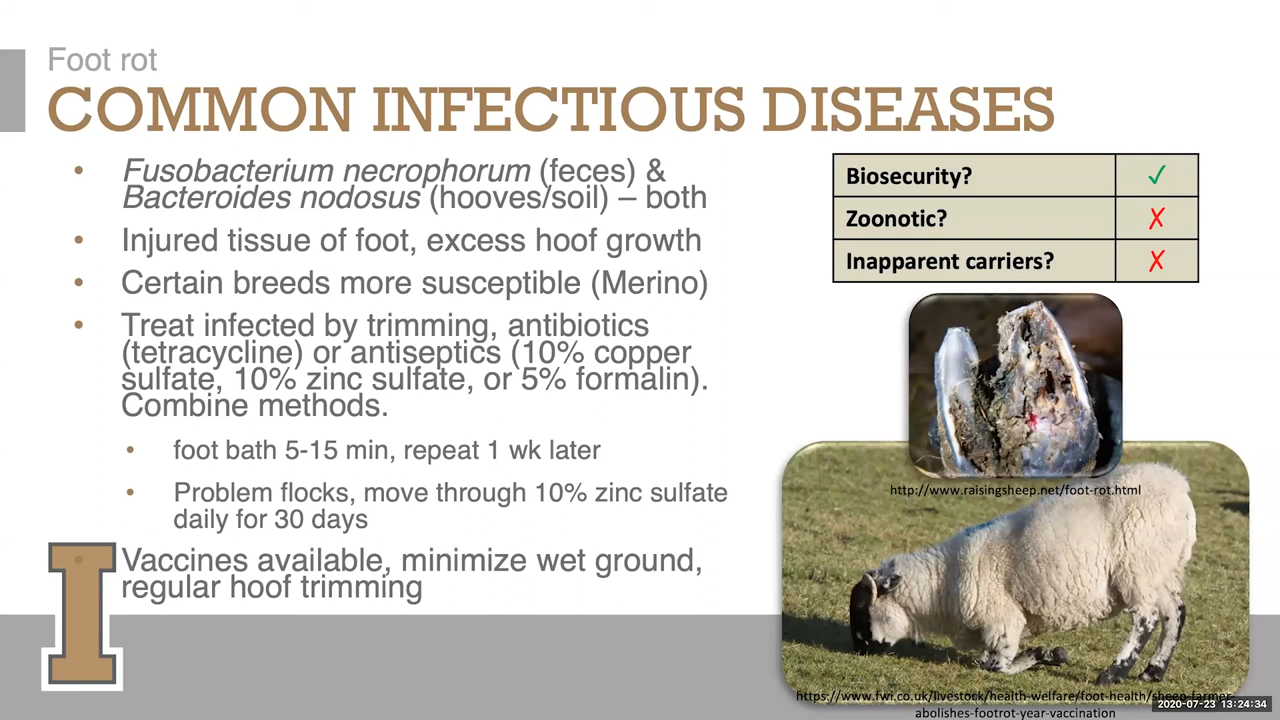 Foot rot
COMMON INFECTIOUS DISEASES
• Fusobacterium necrophorum (feces) &
Bacteroides nodosus (hooves/soil) – both
• Injured tissue of foot, excess hoof growth
• Certain breeds more susceptible (Merino)
• Treat infected by trimming, antibiotics
(tetracycline) or antiseptics (10% copper
sulfate, 10% zinc sulfate, or 5% formalin).
Combine methods.
• foot bath 5-15 min, repeat 1 wk later
• Problem flocks, move through 10% zinc sulfate
daily for 30 days
• Vaccines available, minimize wet ground,
regular hoof trimming
I
Biosecurity? ✓
Zoonotic? ✗
Inapparent carriers? ✗
http://www.raisingsheep.net/foot-rot.html
https://www.fwi.co.uk/livestock/health-welfare/foot-health/sheep-farmer-
abolishes-footrot-year-vaccination
2020-07-23 13:24:34